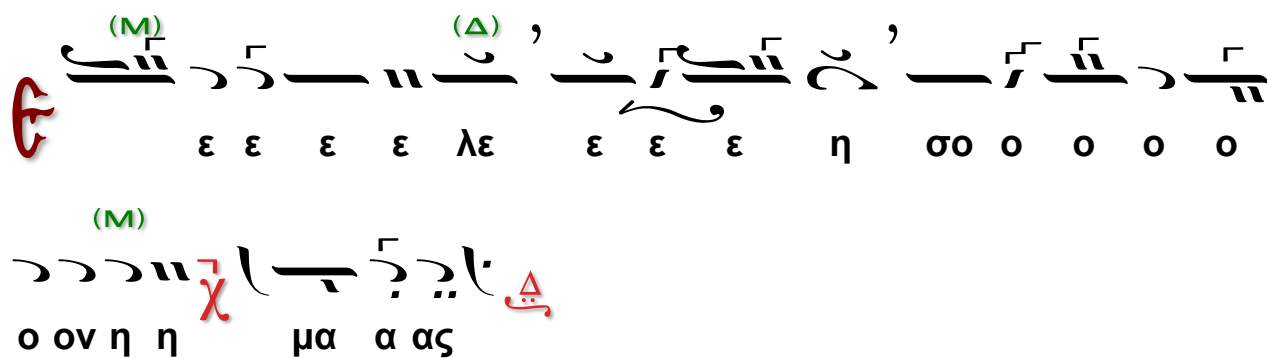 (Μ) (Δ)
Ε ε ε ε ε λε ε ε ε η σο ο ο ο ο
(Μ)
χ Δ
ο ον η η μα α ας